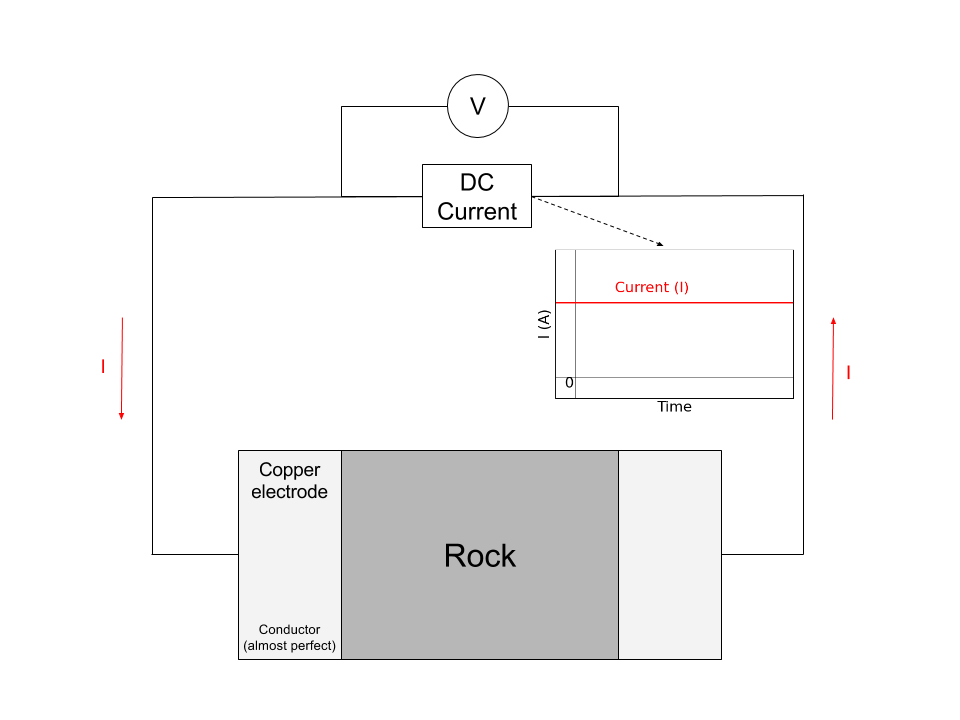 V
DC
Current
Current (I)
I (A)
0
Time
I
I
Copper
electrode
Rock
Conductor
(almost perfect)